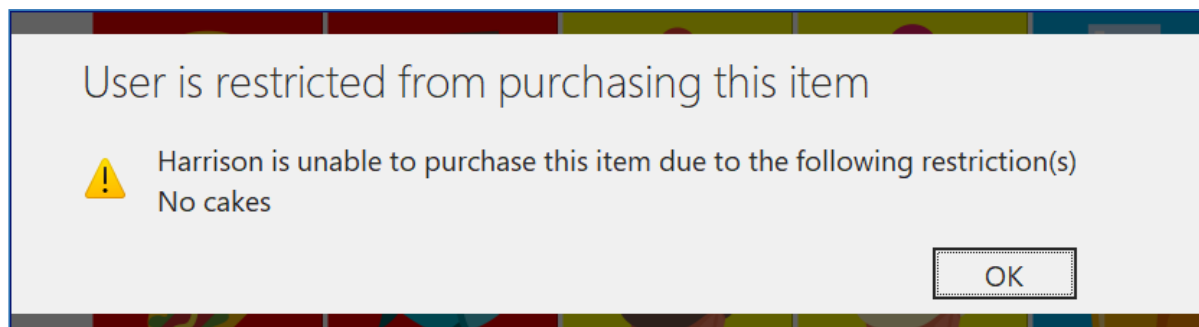 User is restricted from purchasing this item
Harrison is unable to purchase this item due to the following restriction(s)
No cakes
OK